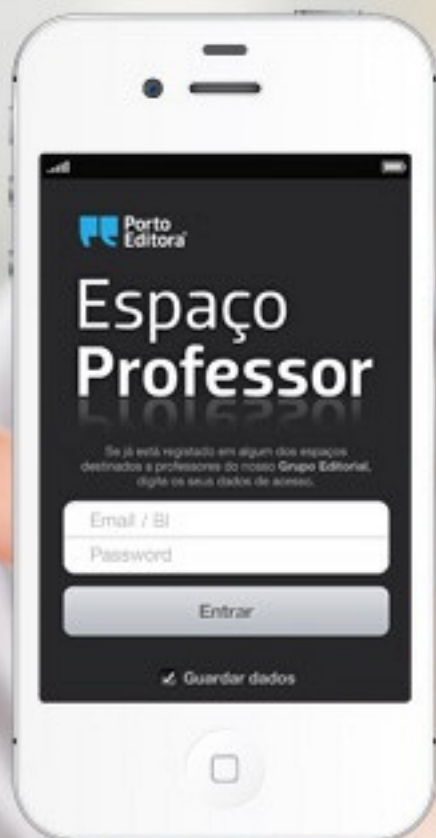 Porto
Editora
Espaço
Professor
Se já está registado em algum dos espaços
destinados a professores do nosso Grupo Editorial,
digite os seus dados de acesso.
Email / BI
Password
Entrar
Guardar dados